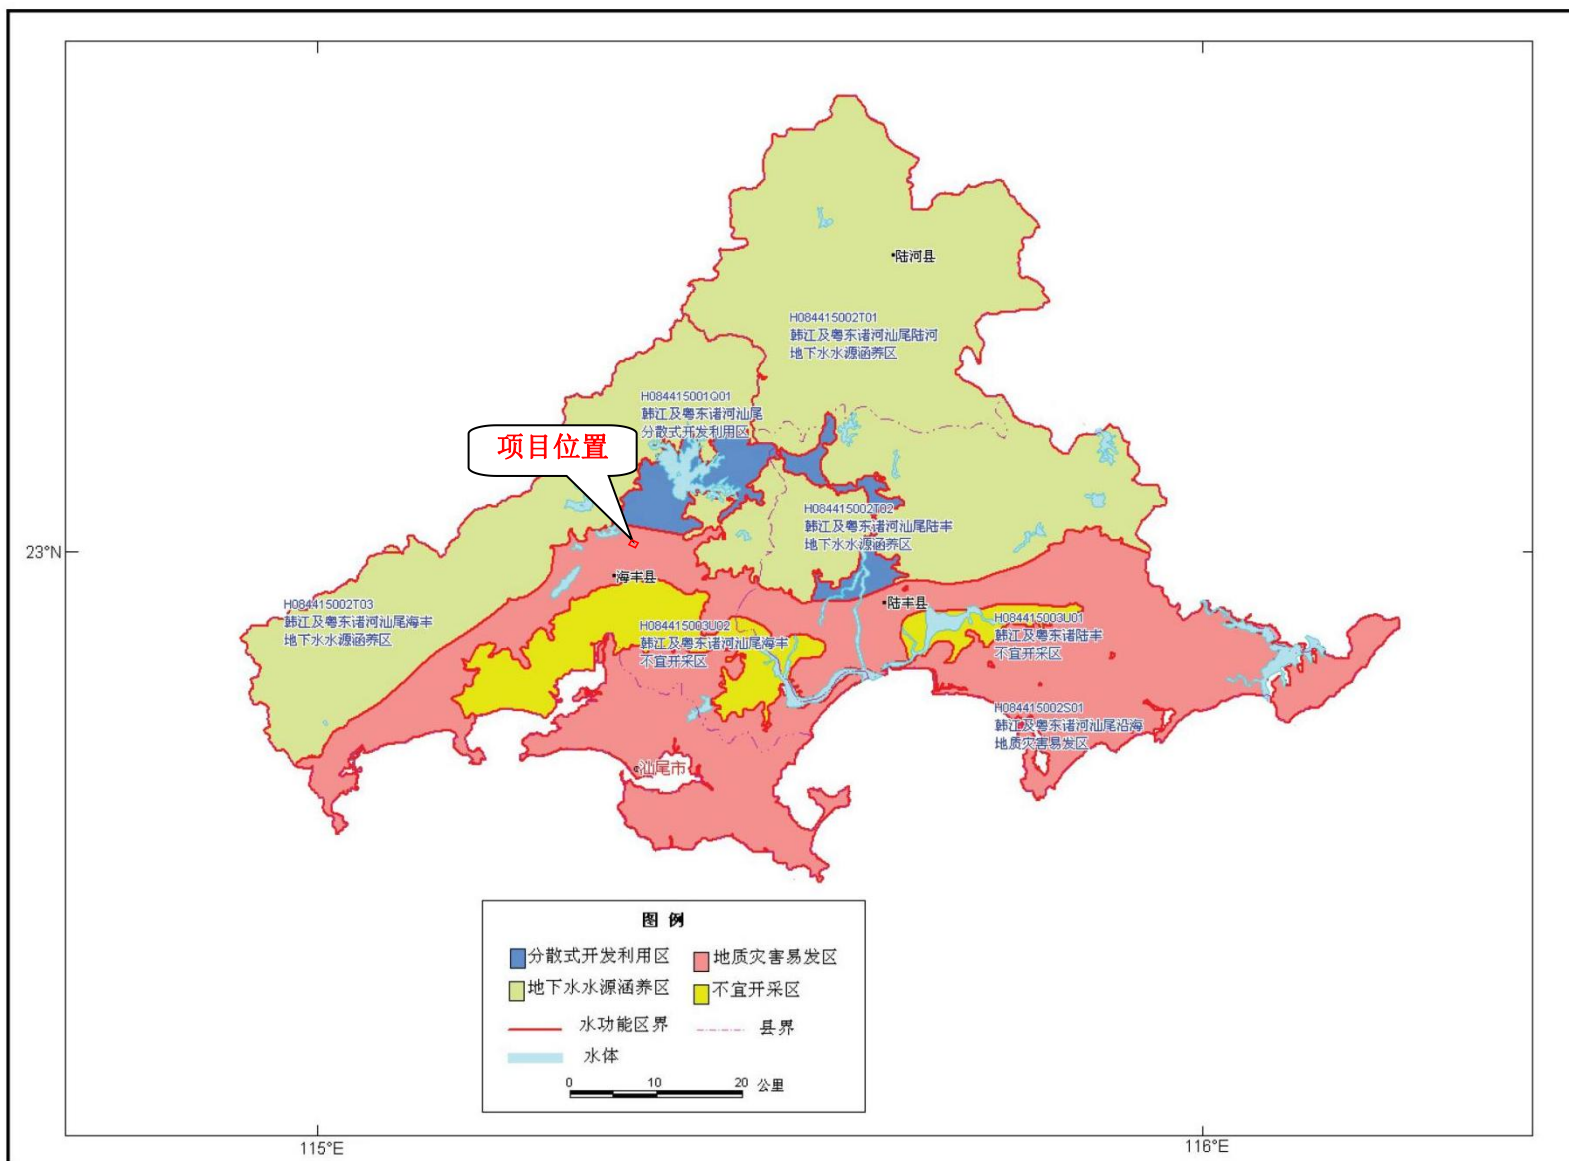 陆河县
H084415002T01
韩江及粤东诸河汕尾陆河
地下水水源涵养区
H084415001Q01
韩江及粤东诸河汕尾
分散式开发利用区
项目位置
H084415002T02
韩江及粤东诸河汕尾陆丰
地下水水源涵养区
23°N
海丰县
陆丰县
H084415002T03
韩江及粤东诸河汕尾海丰
地下水水源涵养区
H084415003U02
韩江及粤东诸河汕尾海丰
不宜开采区
H084415003U01
韩江及粤东诸陆丰
不宜开采区
H084415002S01
韩江及粤东诸河汕尾沿海
地质灾害易发区
汕尾市
图 例
分散式开发利用区
地质灾害易发区
地下水水源涵养区
不宜开采区
水功能区界
县界
水体
0 10 20 公里
115°E
116°E